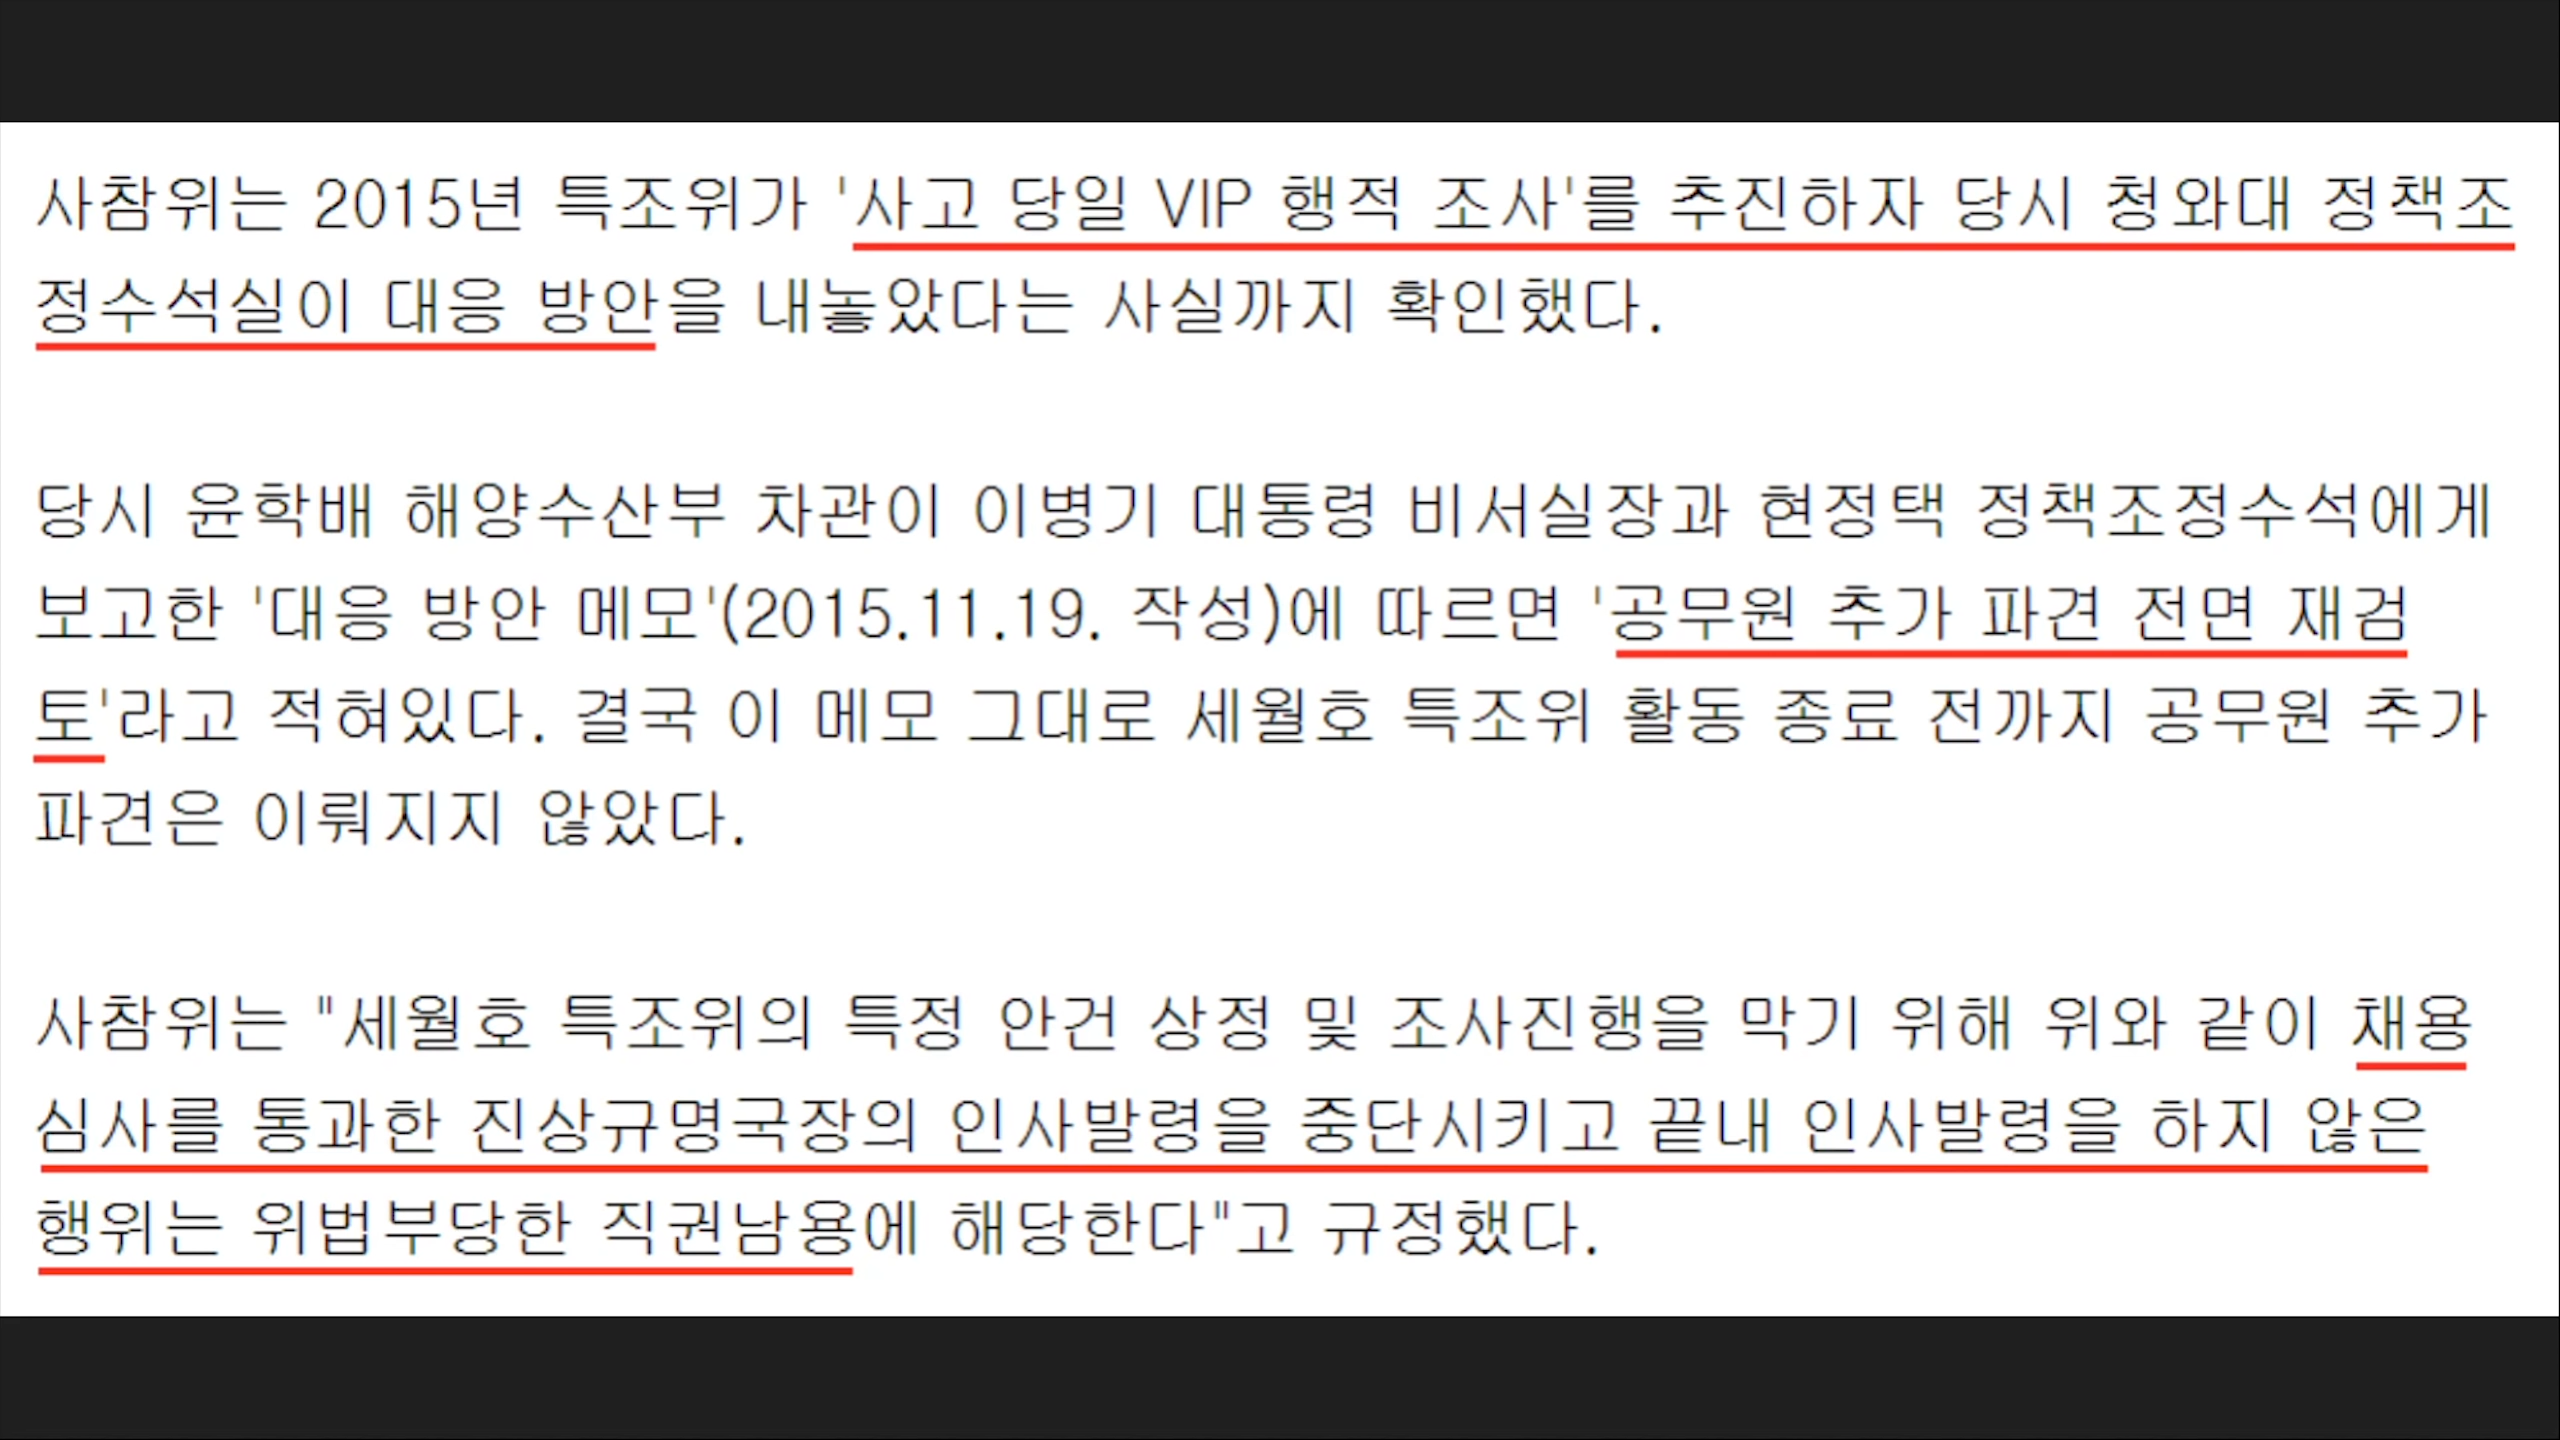 사참위는 2015년 특조위가 '사고 당일 VIP 행적 조사'를 추진하자 당시 청와대 정책조
정수석실이 대응 방안을 내놓았다는 사실까지 확인했다.
당시 윤학배 해양수산부 차관이 이병기 대통령 비서실장과 현정택 정책조정수석에게
보고한 '대응 방안 메모'(2015.11.19. 작성)에 따르면 '공무원 추가 파견 전면 재검
토'라고 적혀있다. 결국 이 메모 그대로 세월호 특조위 활동 종료 전까지 공무원 추가
파견은 이뤄지지 않았다.
사참위는 "세월호 특조위의 특정 안건 상정 및 조사진행을 막기 위해 위와 같이 채용
심사를 통과한 진상규명국장의 인사발령을 중단시키고 끝내 인사발령을 하지 않은
행위는 위법부당한 직권남용에 해당한다"고 규정했다.